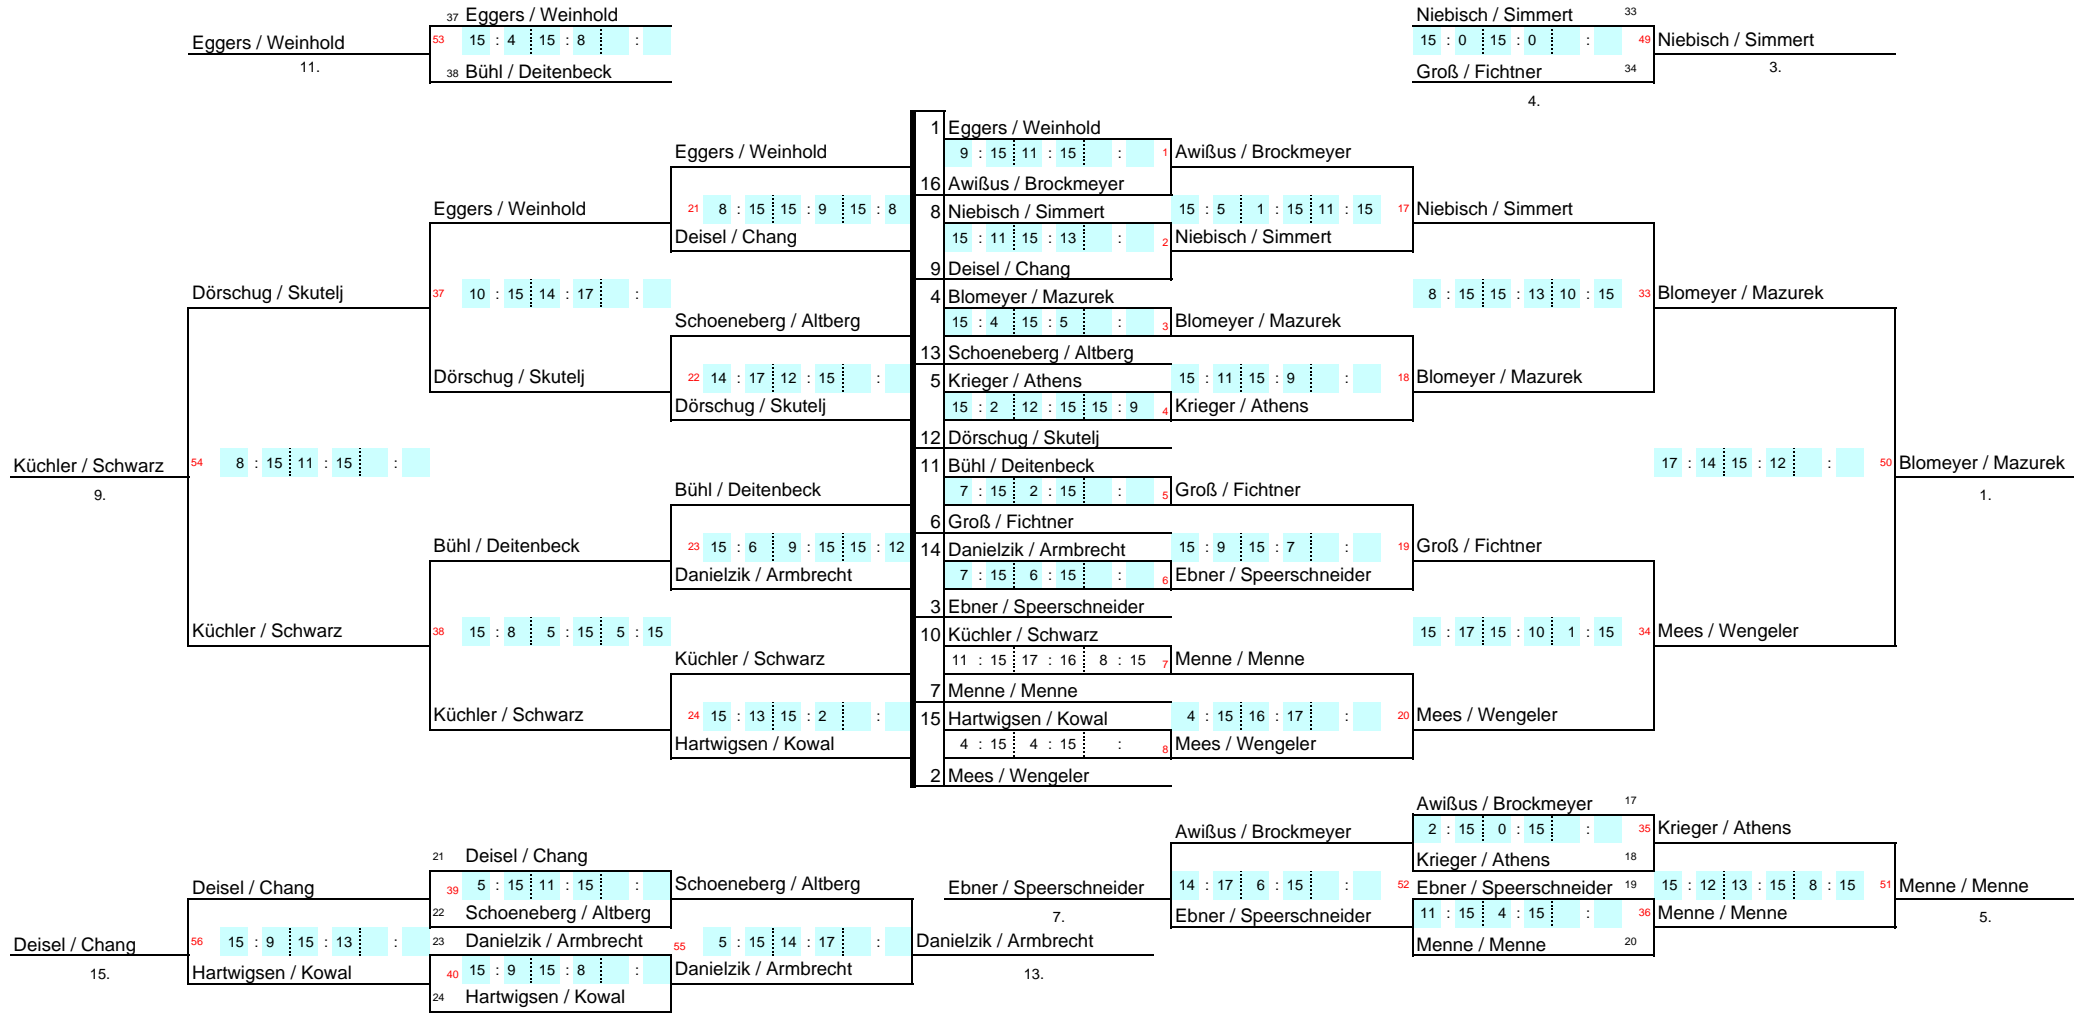 37 Eggers / Weinhold
Niebisch / Simmert 33
Eggers / Weinhold 53 15 : 4 15 : 8 :
15 : 0 15 : 0 : 49 Niebisch / Simmert
11.
38 Bühl / Deitenbeck
Groß / Fichtner 34
3.
4.
1 Eggers / Weinhold
Eggers / Weinhold
9 : 15 11 : 15 : 1 Awißus / Brockmeyer
16 Awißus / Brockmeyer
Eggers / Weinhold 21 8 : 15 15 : 9 15 : 8
8 Niebisch / Simmert 15 : 5 1 : 15 11 : 15 17 Niebisch / Simmert
Deisel / Chang
15 : 11 15 : 13 : 2 Niebisch / Simmert
9 Deisel / Chang
Dörschug / Skutelj 37 10 : 15 14 : 17 :
4 Blomeyer / Mazurek
8 : 15 15 : 13 10 : 15 33 Blomeyer / Mazurek
Schoeneberg / Altberg
15 : 4 15 : 5 : 3 Blomeyer / Mazurek
13 Schoeneberg / Altberg
Dörschug / Skutelj 22 14 : 17 12 : 15 :
5 Krieger / Athens 15 : 11 15 : 9 : 18 Blomeyer / Mazurek
Dörschug / Skutelj
15 : 2 12 : 15 15 : 9 4 Krieger / Athens
12 Dörschug / Skutelj
Küchler / Schwarz 54 8 : 15 11 : 15 :
11 Bühl / Deitenbeck
17 : 14 15 : 12 : 50 Blomeyer / Mazurek
9.
Bühl / Deitenbeck
7 : 15 2 : 15 : 5 Groß / Fichtner
1.
6 Groß / Fichtner
Bühl / Deitenbeck 23 15 : 6 9 : 15 15 : 12
14 Danielzik / Armbrecht 15 : 9 15 : 7 : 19 Groß / Fichtner
Danielzik / Armbrecht
7 : 15 6 : 15 : 6 Ebner / Speerschneider
3 Ebner / Speerschneider
Küchler / Schwarz 38 15 : 8 5 : 15 5 : 15
10 Küchler / Schwarz
15 : 17 15 : 10 1 : 15 34 Mees / Wengeler
Küchler / Schwarz
11 : 15 17 : 16 8 : 15 7 Menne / Menne
7 Menne / Menne
Küchler / Schwarz 24 15 : 13 15 : 2 :
15 Hartwigsen / Kowal 4 : 15 16 : 17 : 20 Mees / Wengeler
Hartwigsen / Kowal
4 : 15 4 : 15 : 8 Mees / Wengeler
2 Mees / Wengeler
Awißus / Brockmeyer 17
Awißus / Brockmeyer 2 : 15 0 : 15 : 35 Krieger / Athens
21 Deisel / Chang
Krieger / Athens 18
Deisel / Chang 39 5 : 15 11 : 15 : Schoeneberg / Altberg
Ebner / Speerschneider 14 : 17 6 : 15 : 52 Ebner / Speerschneider 19 15 : 12 13 : 15 8 : 15 51 Menne / Menne
22 Schoeneberg / Altberg
7.
Ebner / Speerschneider 11 : 15 4 : 15 : 36 Menne / Menne
5.
Deisel / Chang 56 15 : 9 15 : 13 : 23 Danielzik / Armbrecht 55 5 : 15 14 : 17 : Danielzik / Armbrecht
Menne / Menne 20
15.
Hartwigsen / Kowal 40 15 : 9 15 : 8 : Danielzik / Armbrecht
13.
24 Hartwigsen / Kowal